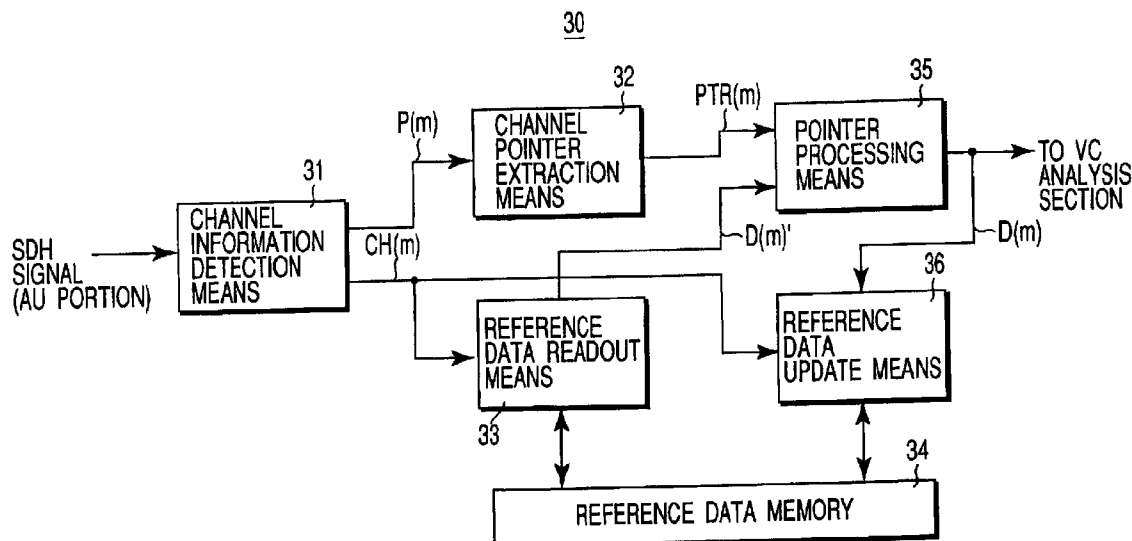 30
32
35
P(m)
CHANNEL
POINTER
EXTRACTION
MEANS
PTR(m)
POINTER
PROCESSING
MEANS
TO VC
ANALYSIS
SECTION
31
CHANNEL
INFORMATION
DETECTION
MEANS
SDH
SIGNAL
(AU PORTION)
CH(m)
D(m)'
D(m)
36
REFERENCE
DATA READOUT
MEANS
33
REFERENCE
DATA
UPDATE MEANS
34
REFERENCE DATA MEMORY